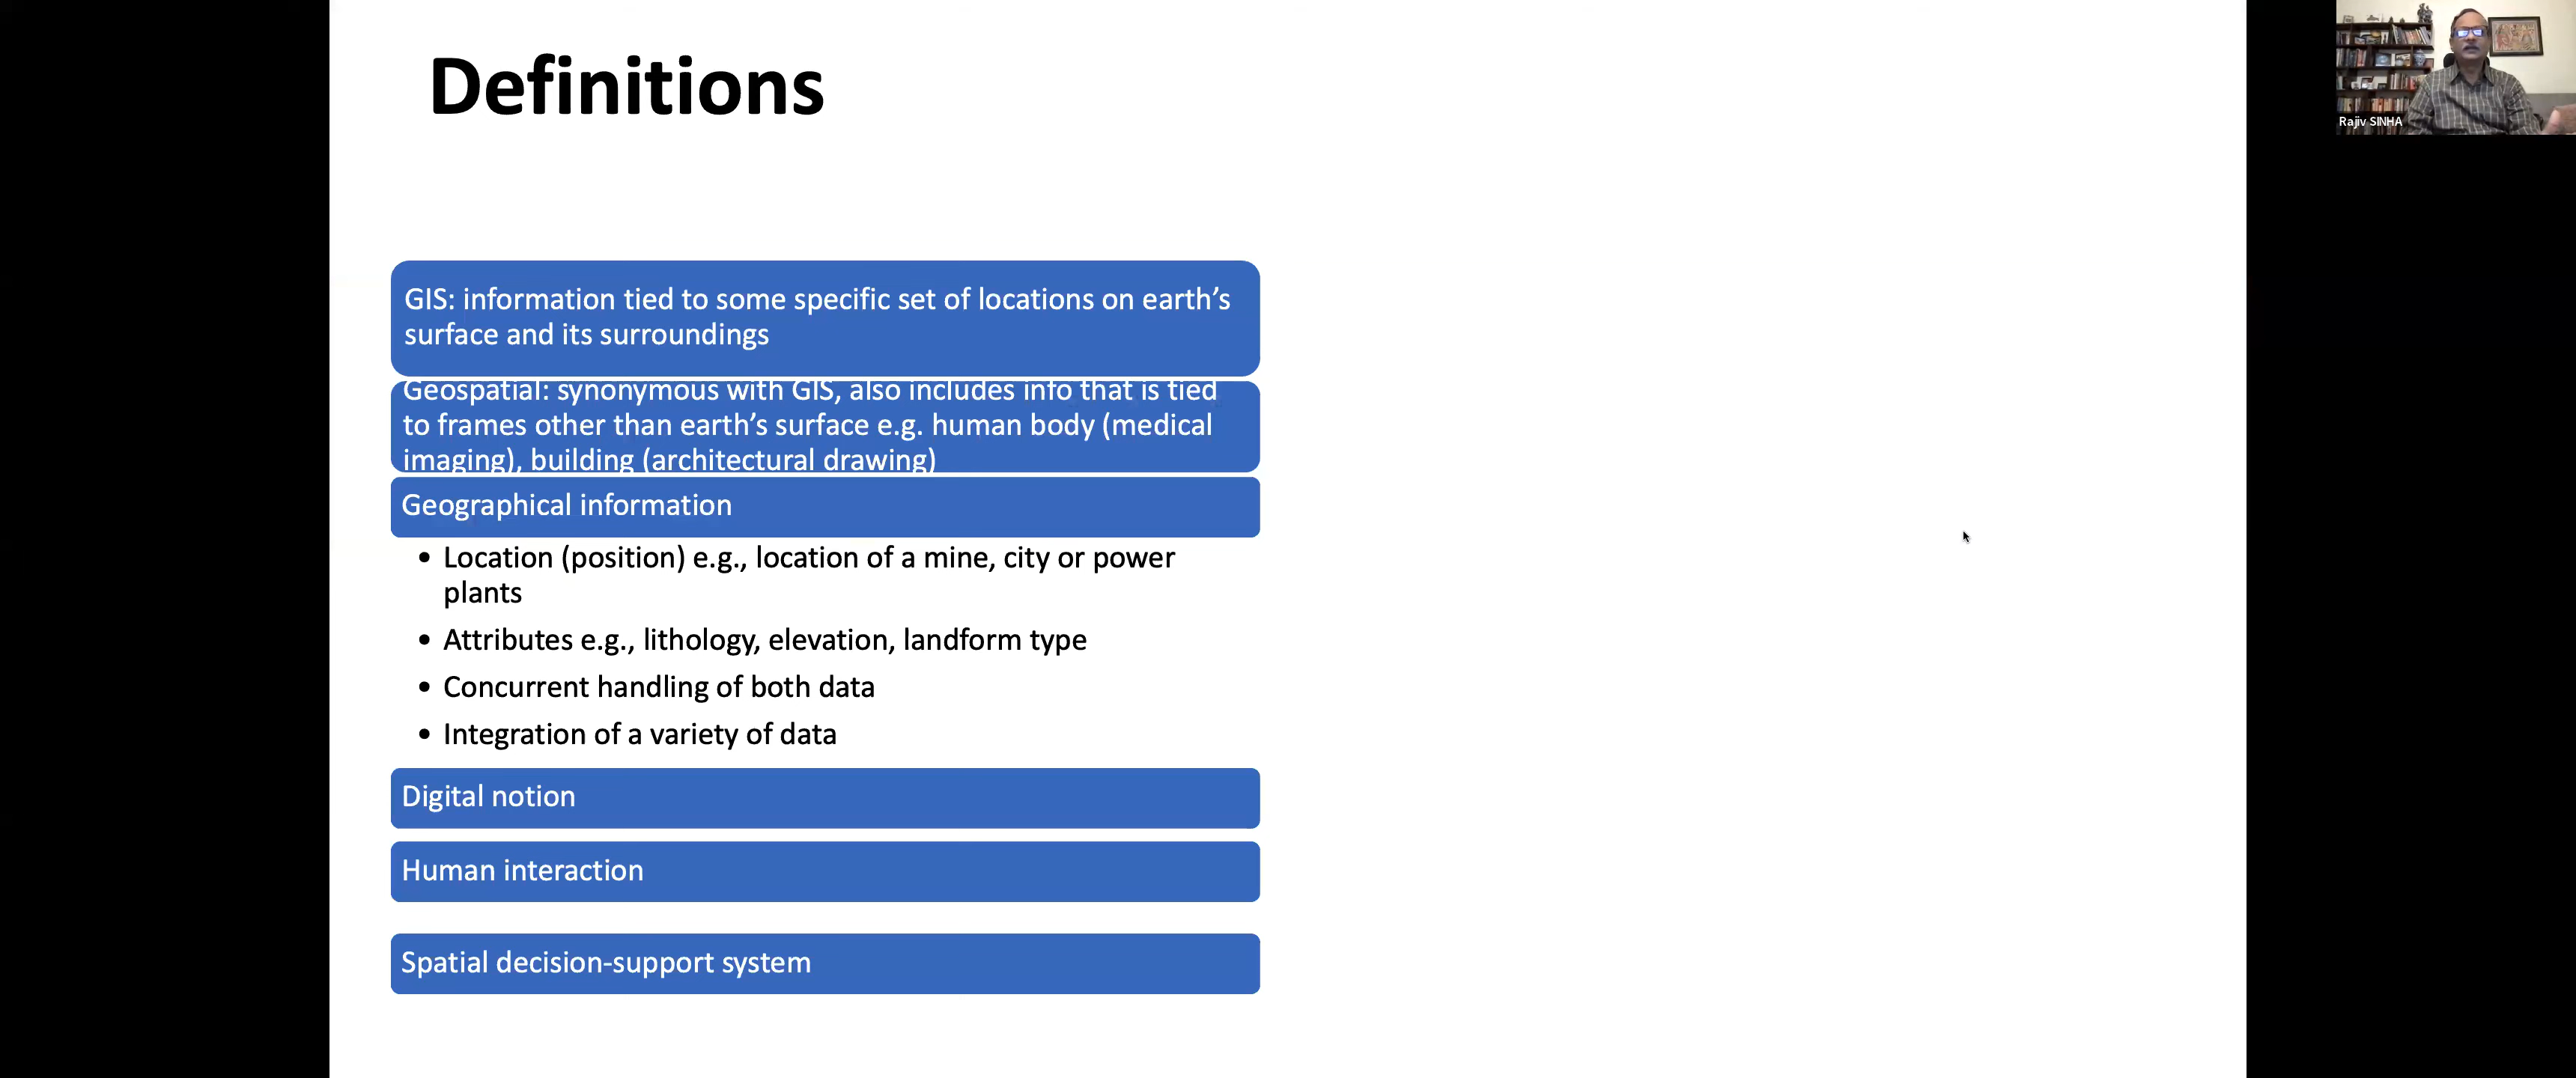 Definitions
Rajiv SINHA
GIS: information tied to some specific set of locations on earth’s
surface and its surroundings
Geospatial: synonymous with GIS, also includes info that is tied
to frames other than earth’s surface e.g. human body (medical
imaging), building (architectural drawing)
Geographical information
• Location (position) e.g., location of a mine, city or power
plants
• Attributes e.g., lithology, elevation, landform type
• Concurrent handling of both data
• Integration of a variety of data
Digital notion
Human interaction
Spatial decision-support system